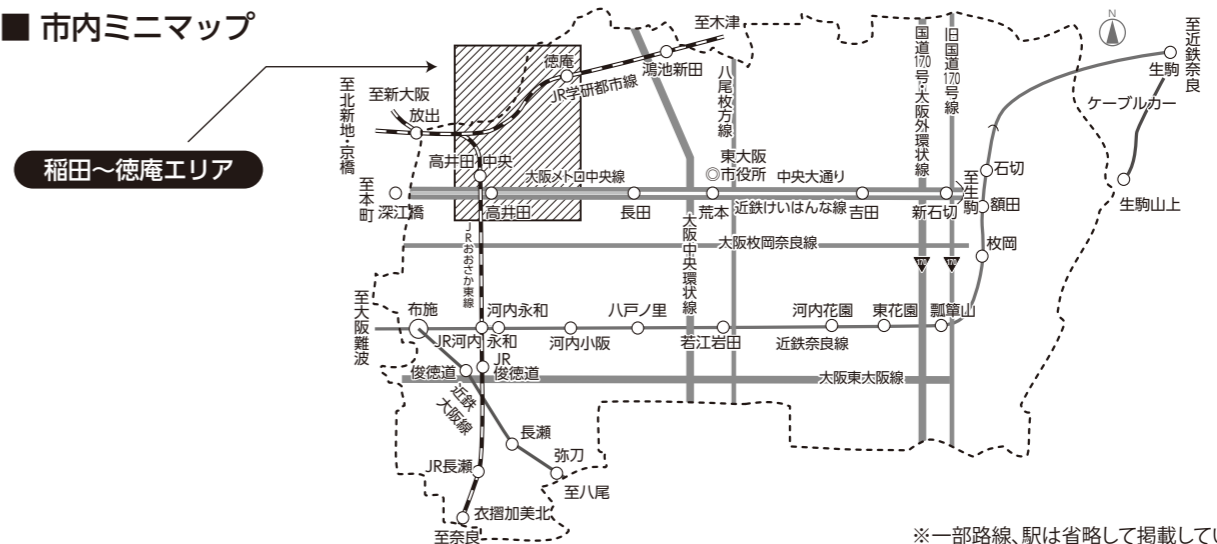 ■ 市内ミニマップ
稲田～徳庵エリア
至木津
徳庵
鴻池新田
JR学研都市線
至新大阪
放出
至北新地・京橋
八尾枚方線
国道170号・大阪外環状線
旧国道170号線
N
至近鉄奈良
生駒
ケーブルカー
生駒山上
高井田中央
大阪メトロ中央線
東大阪
◎市役所
中央大通り
石切
至本町
深江橋
高井田
長田
荒本
近鉄けいはんな線
吉田
新石切
至生駒
額田
JRおおさか東線
大阪中央環状線
大阪枚岡奈良線
枚岡
170
170
至大阪難波
布施
河内永和
八戸ノ里
河内花園
東花園
瓢簞山
JR河内永和
河内小阪
若江岩田
近鉄奈良線
JR
俊徳道
俊徳道
大阪東大阪線
近鉄
大阪線
長瀬
JR長瀬
弥刀
至八尾
衣摺加美北
至奈良
※一部路線、駅は省略して掲載してい